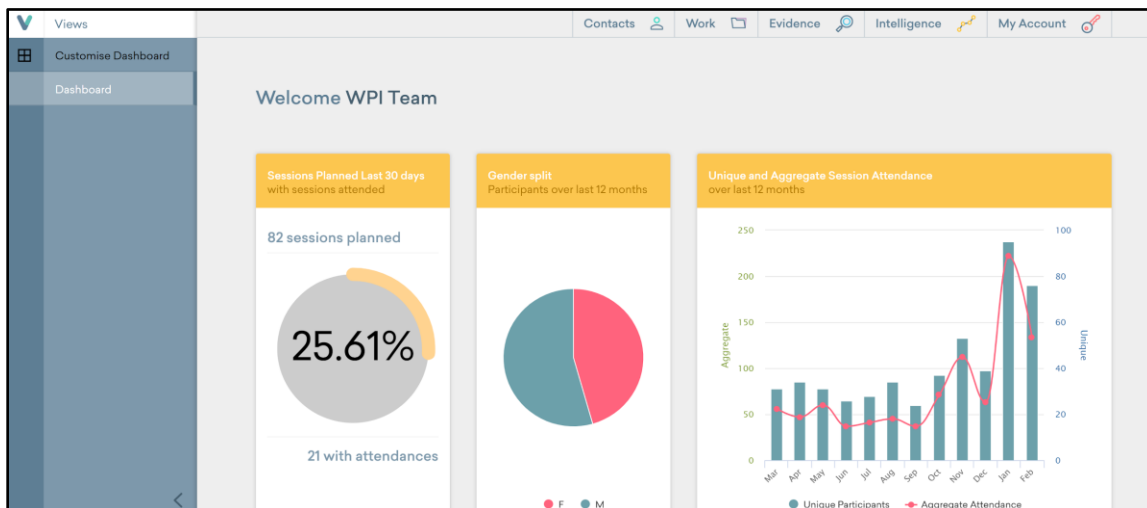 Views
Contacts
Work
Evidence
Intelligence
My Account
Customise Dashboard
Dashboard
Welcome WPI Team
Sessions Planned Last 30 days
with sessions attended
82 sessions planned
25.61%
21 with attendances
Gender split
Participants over last 12 months
F M
Unique and Aggregate Session Attendance
over last 12 months
250
200
150
100
50
0
Aggregate
100
80
60
40
20
0
Unique
Mar Apr May Jun Jul Aug Sep Oct Nov Dec Jan Feb
Unique Participants Aggregate Attendance